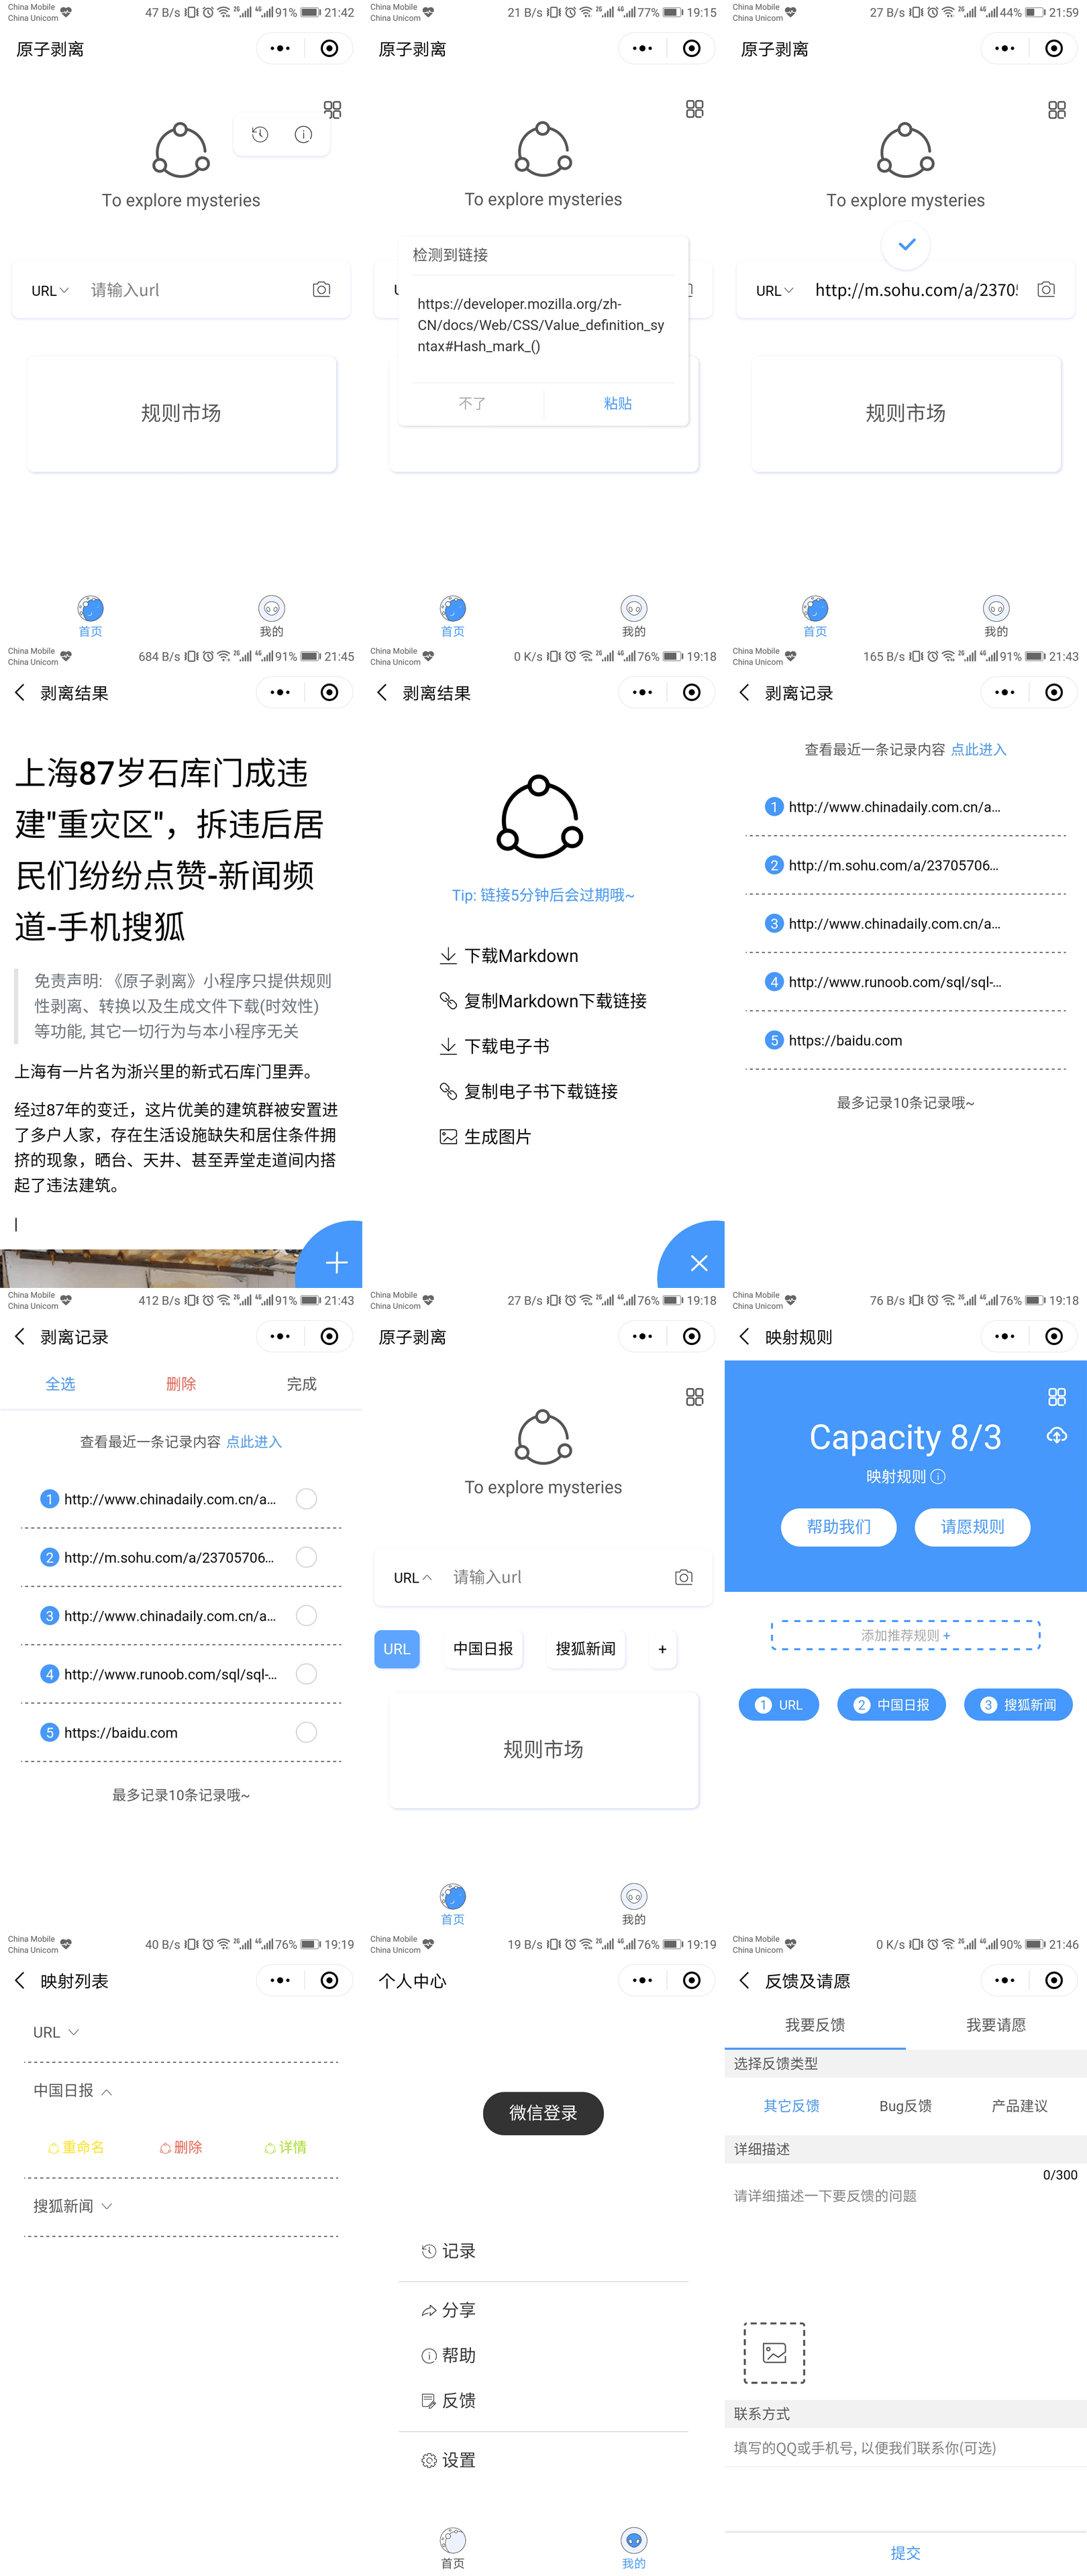 China Mobile
China Unicom
47 B/s 2G 4G 91% 21:42
原子剥离
To explore mysteries
URL 请输入url
规则市场
首页 我的
China Mobile
China Unicom
21 B/s 2G 4G 77% 19:15
原子剥离
To explore mysteries
检测到链接
https://developer.mozilla.org/zh-
CN/docs/Web/CSS/Value_definition_sy
ntax#Hash_mark_()
不了 粘贴
首页 我的
China Mobile
China Unicom
27 B/s 2G 4G 44% 21:59
原子剥离
To explore mysteries
URL http://m.sohu.com/a/2370
规则市场
首页 我的
China Mobile
China Unicom
684 B/s 2G 4G 91% 21:45
剥离结果
上海87岁石库门成违
建"重灾区"，拆违后居
民们纷纷点赞-新闻频
道-手机搜狐
免责声明: 《原子剥离》小程序只提供规则
性剥离、转换以及生成文件下载(时效性)
等功能, 其它一切行为与本小程序无关
上海有一片名为浙兴里的新式石库门里弄。
经过87年的变迁，这片优美的建筑群被安置进
了多户人家，存在生活设施缺失和居住条件拥
挤的现象，晒台、天井、甚至弄堂走道间内搭
起了违法建筑。
|
China Mobile
China Unicom
0 K/s 2G 4G 76% 19:18
剥离结果
Tip: 链接5分钟后会过期哦~
下载Markdown
复制Markdown下载链接
下载电子书
复制电子书下载链接
生成图片
China Mobile
China Unicom
165 B/s 2G 4G 91% 21:43
剥离记录
查看最近一条记录内容 点此进入
1 http://www.chinadaily.com.cn/a...
2 http://m.sohu.com/a/23705706...
3 http://www.chinadaily.com.cn/a...
4 http://www.runoob.com/sql/sql-...
5 https://baidu.com
最多记录10条记录哦~
China Mobile
China Unicom
412 B/s 2G 4G 91% 21:43
剥离记录
全选 删除 完成
查看最近一条记录内容 点此进入
1 http://www.chinadaily.com.cn/a...
2 http://m.sohu.com/a/23705706...
3 http://www.chinadaily.com.cn/a...
4 http://www.runoob.com/sql/sql-...
5 https://baidu.com
最多记录10条记录哦~
China Mobile
China Unicom
27 B/s 2G 4G 76% 19:18
原子剥离
To explore mysteries
URL 请输入url
URL 中国日报 搜狐新闻 +
规则市场
首页 我的
China Mobile
China Unicom
76 B/s 2G 4G 76% 19:18
映射规则
Capacity 8/3
映射规则
帮助我们 请愿规则
添加推荐规则 +
1 URL 2 中国日报 3 搜狐新闻
China Mobile
China Unicom
40 B/s 2G 4G 76% 19:19
映射列表
URL
中国日报
重命名 删除 详情
搜狐新闻
China Mobile
China Unicom
19 B/s 2G 4G 76% 19:19
个人中心
微信登录
记录
分享
帮助
反馈
设置
首页 我的
China Mobile
China Unicom
0 K/s 2G 4G 90% 21:46
反馈及请愿
我要反馈 我要请愿
选择反馈类型
其它反馈 Bug反馈 产品建议
详细描述
0/300
请详细描述一下要反馈的问题
联系方式
填写的QQ或手机号, 以便我们联系你(可选)
提交